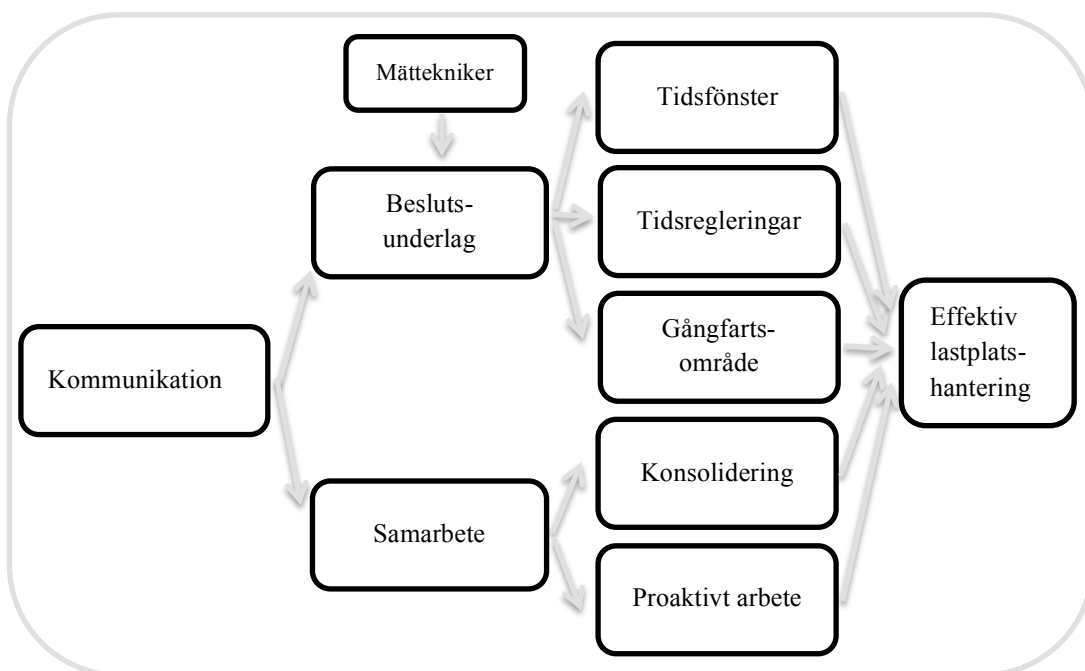 Mättekniker
Tidsfönster
Besluts-
underlag
Tidsregleringar
Kommunikation
Gångfarts-
område
Effektiv
lastplats-
hantering
Samarbete
Konsolidering
Proaktivt arbete